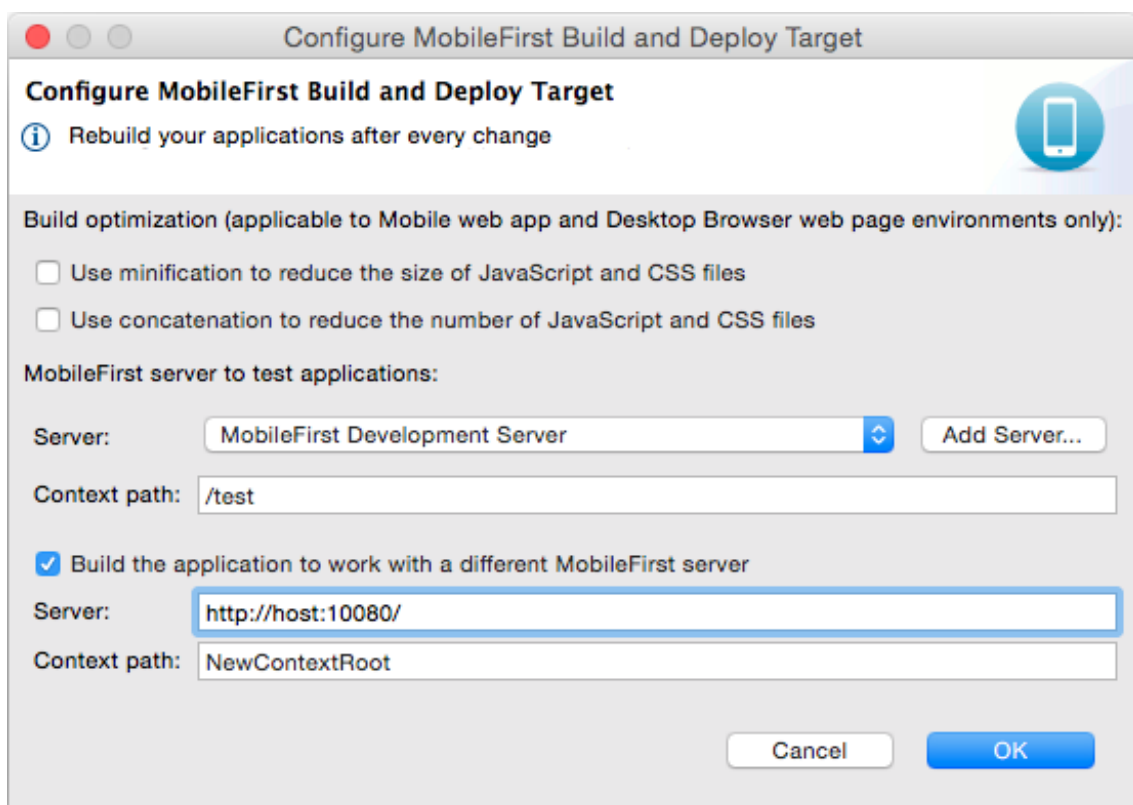 Configure MobileFirst Build and Deploy Target
Configure MobileFirst Build and Deploy Target
Rebuild your applications after every change
Build optimization (applicable to Mobile web app and Desktop Browser web page environments only):
Use minification to reduce the size of JavaScript and CSS files
Use concatenation to reduce the number of JavaScript and CSS files
MobileFirst server to test applications:
Server: MobileFirst Development Server Add Server...
Context path: /test
Build the application to work with a different MobileFirst server
Server: http://host:10080/
Context path: NewContextRoot
Cancel OK